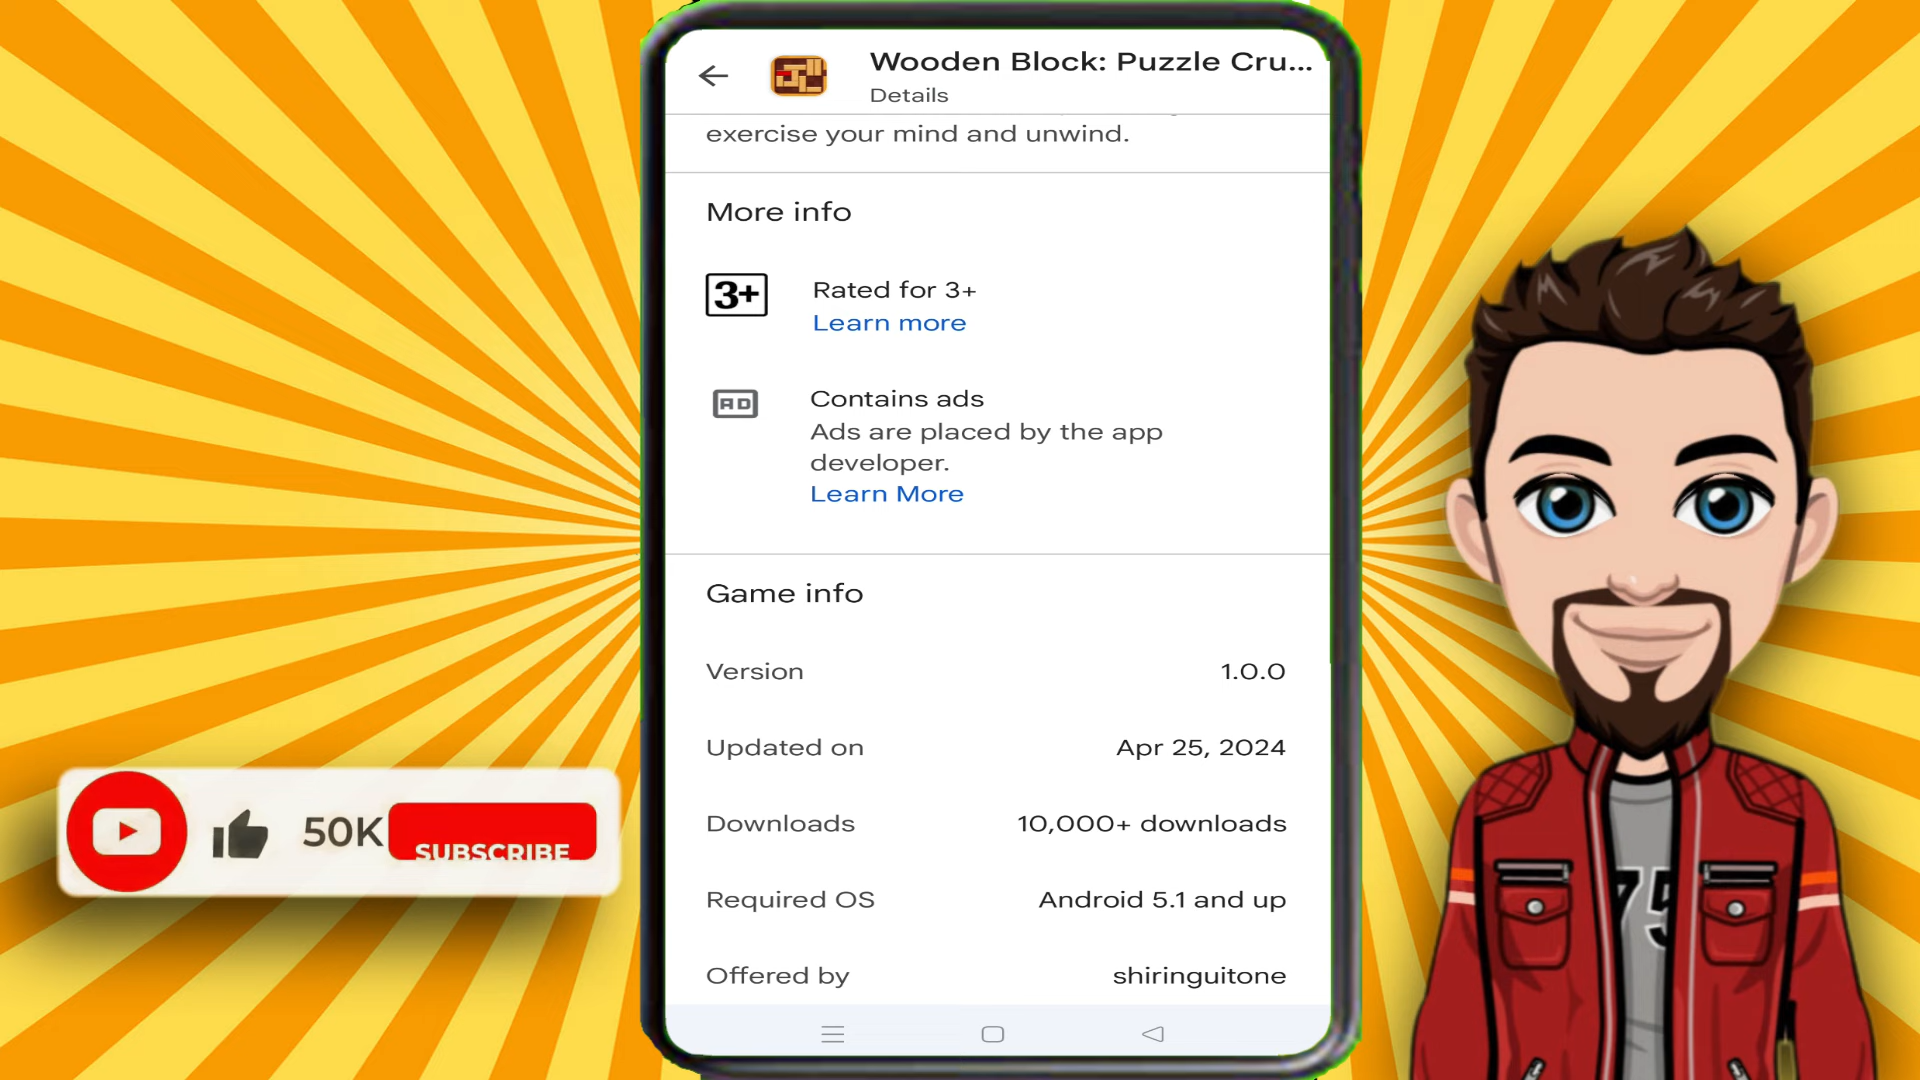 Wooden Block: Puzzle Cru...
Details
exercise your mind and unwind.
More info
3+
Rated for 3+
Learn more
AD
Contains ads
Ads are placed by the app
developer.
Learn More
Game info
Version 1.0.0
Updated on Apr 25, 2024
Downloads 10,000+ downloads
Required OS Android 5.1 and up
Offered by shiringuitone
50K
SUBSCRIBE
75